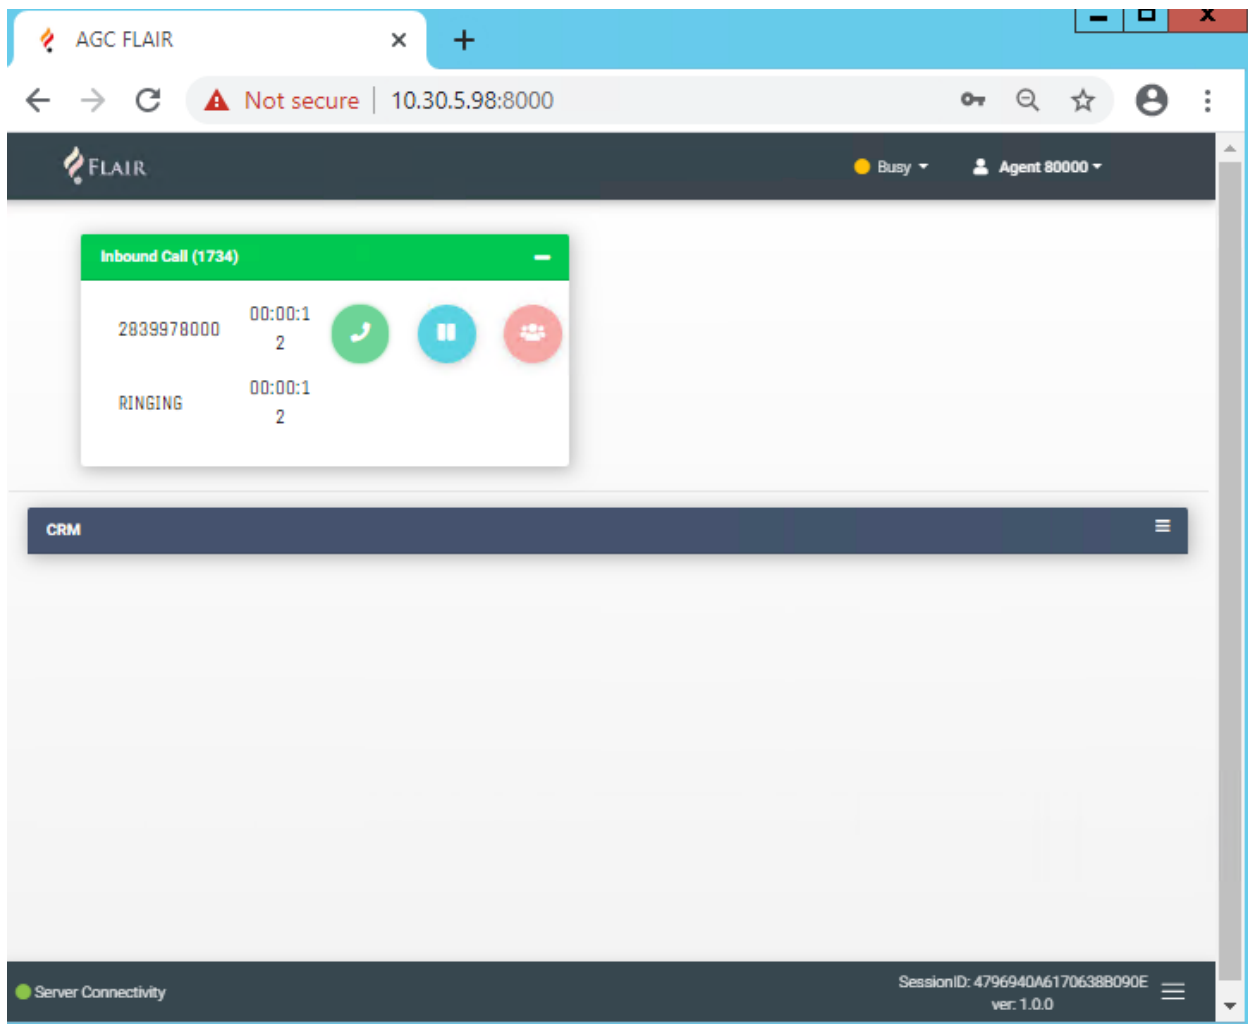 AGC FLAIR
Not secure | 10.30.5.98:8000
FLAIR
Busy
Agent 80000
Inbound Call (1734)
2839978000
00:00:1
2
RINGING
00:00:1
2
CRM
Server Connectivity
SessionID: 4796940A6170638B090E
ver: 1.0.0